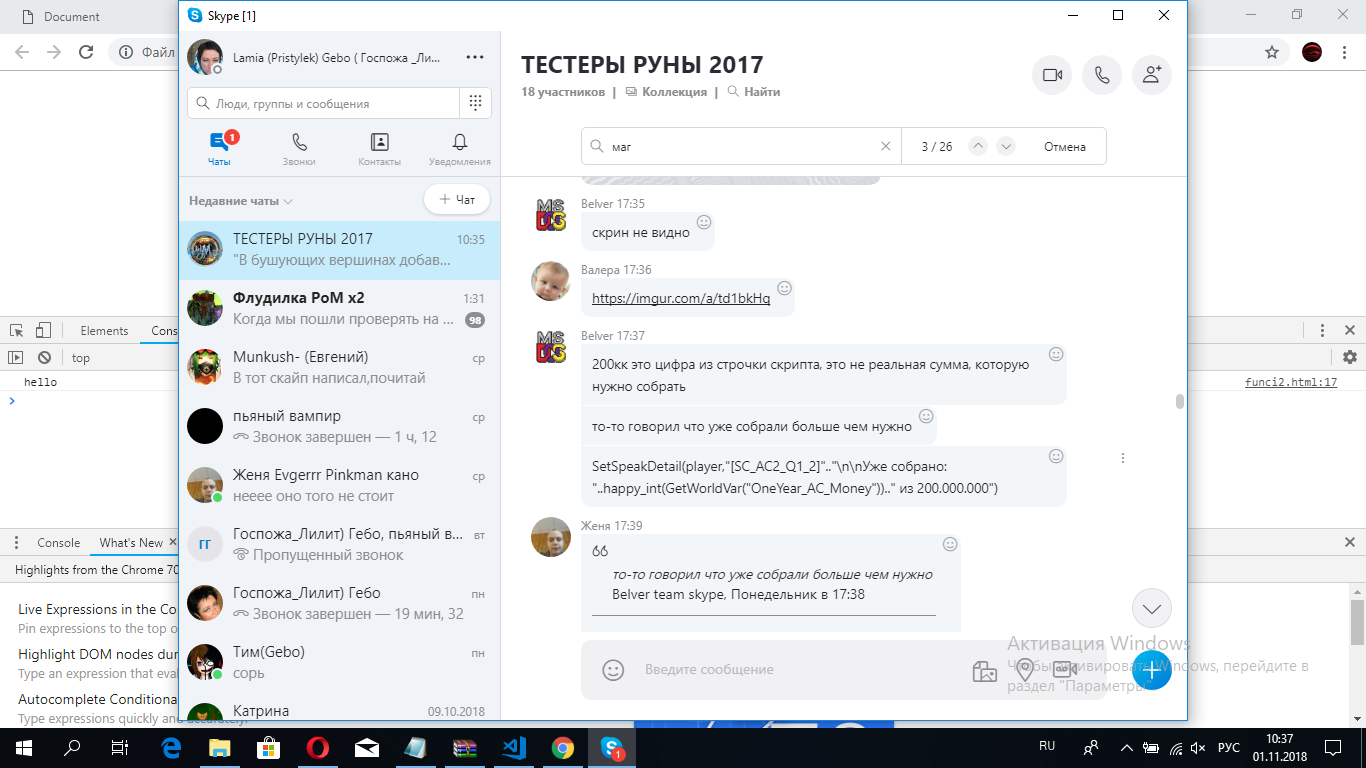 Document
Файл
Elements
Cons
top
hello
funci2.html:17
Console
What's New
Highlights from the Chrome 70
Live Expressions in the Co
Pin expressions to the top o
Highlight DOM nodes dur
Type an expression that eval
Autocomplete Conditiona
Type expressions quickly and accurately.
Skype [1]
Lamia (Pristylek) Gebo ( Госпожа _Ли...
Люди, группы и сообщения
1
Чаты
Звонки
Контакты
Уведомления
Недавние чаты
+ Чат
ТЕСТЕРЫ РУНЫ 2017
10:35
"В бушующих вершинах добав...
Флудилка РоМ x2
1:31
Когда мы пошли проверять на ...
98
Munkush- (Евгений)
ср
В тот скайп написал,почитай
пьяный вампир
ср
Звонок завершен — 1 ч, 12
Женя Evgerrr Pinkman кано
ср
нееее оно того не стоит
ГГ
Госпожа_Лилит) Гебо, пьяный в...
вт
Пропущенный звонок
Госпожа_Лилит) Гебо
пн
Звонок завершен — 19 мин, 32
Тим(Gebo)
пн
сорь
Катрина
09.10.2018
ТЕСТЕРЫ РУНЫ 2017
18 участников | Коллекция | Найти
маг
3 / 26
Отмена
Belver 17:35
скрин не видно
Валера 17:36
https://imgur.com/a/td1bkHq
Belver 17:37
200кк это цифра из строчки скрипта, это не реальная сумма, которую
нужно собрать
то-то говорил что уже собрали больше чем нужно
SetSpeakDetail(player,"[SC_AC2_Q1_2]".."\n\nУже собрано:
"..happy_int(GetWorldVar("OneYear_AC_Money")).." из 200.000.000")
Женя 17:39
то-то говорил что уже собрали больше чем нужно
Belver team skype, Понедельник в 17:38
Введите сообщение
Активация Windows
Чтобы активировать Windows, перейдите в
раздел "Параметры".
RU
1
РУС
10:37
01.11.2018